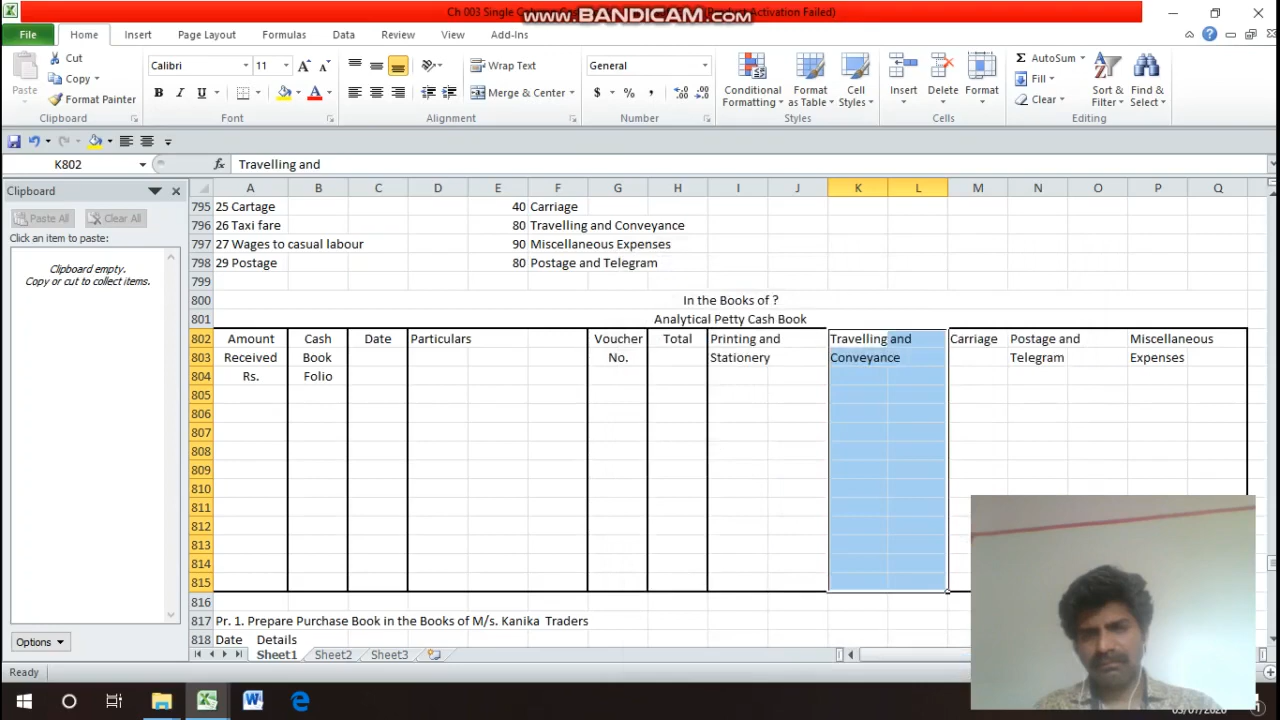 Ch 003 Single Colu
www.BANDICAM.com
Activation Failed)
File Home Insert Page Layout Formulas Data Review View Add-Ins
Paste
Cut
Copy
Format Painter
Clipboard
Calibri 11
B I U
Font
Wrap Text
Merge & Center
Alignment
General
$ % ,
Number
Conditional Formatting
Format as Table
Cell Styles
Styles
Insert
Delete
Format
Cells
Σ AutoSum
Fill
Clear
Sort & Filter
Find & Select
Editing
K802 fx Travelling and
Clipboard
Paste All Clear All
Click an item to paste:
Clipboard empty.
Copy or cut to collect items.
Options
A B C D E F G H I J K L M N O P Q
795 25 Cartage 40 Carriage
796 26 Taxi fare 80 Travelling and Conveyance
797 27 Wages to casual labour 90 Miscellaneous Expenses
798 29 Postage 80 Postage and Telegram
799
800 In the Books of ?
801 Analytical Petty Cash Book
802 Amount Cash Date Particulars Voucher Total Printing and Travelling and Carriage Postage and Miscellaneous
803 Received Book No. Stationery Conveyance Telegram Expenses
804 Rs. Folio
805
806
807
808
809
810
811
812
813
814
815
816
817 Pr. 1. Prepare Purchase Book in the Books of M/s. Kanika Traders
818 Date Details
Sheet1 Sheet2 Sheet3
Ready